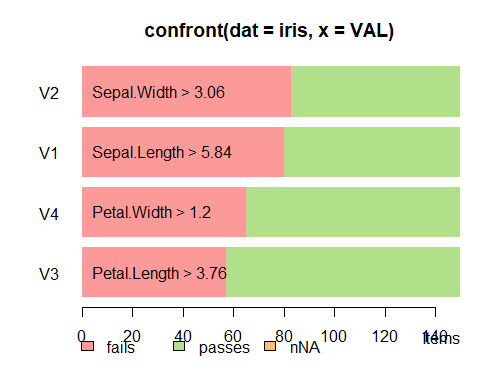 confront(dat = iris, x = VAL)
V2 Sepal.Width > 3.06
V1 Sepal.Length > 5.84
V4 Petal.Width > 1.2
V3 Petal.Length > 3.76
0 20 40 60 80 100 120 140 Items
fails passes nNA